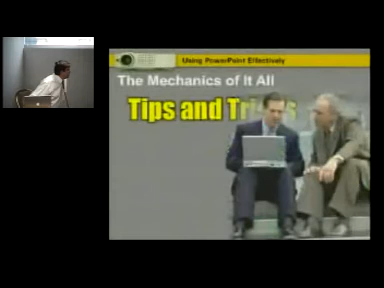 Using PowerPoint Effectively
The Mechanics of It All
Tips and Tricks